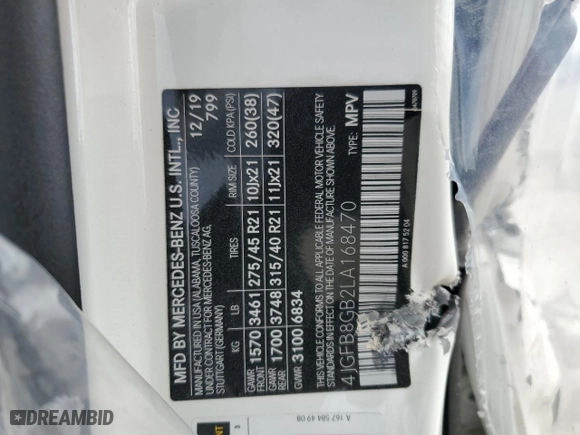 MFD BY MERCEDES-BENZ U.S. INTL., INC
MANUFACTURED IN USA (ALABAMA, TUSCALOOSA COUNTY)
UNDER CONTRACT FOR MERCEDES-BENZ AG,
STUTTGART (GERMANY)
12/19
799
KG LB TIRES RIM SIZE COLD KPA(PSI)
GAWR FRONT 1570 3461 275/45 R21 10Jx21 260(38)
GAWR REAR 1700 3748 315/40 R21 11Jx21 320(47)
GVWR 3100 6834
THIS VEHICLE CONFORMS TO ALL APPLICABLE FEDERAL MOTOR VEHICLE SAFETY
STANDARDS IN EFFECT ON THE DATE OF MANUFACTURE SHOWN ABOVE.
4JGFB8GB2LA168470 TYPE: MPV
A 000 817 52 04
A 167 584 49 08
3
DREAMBID